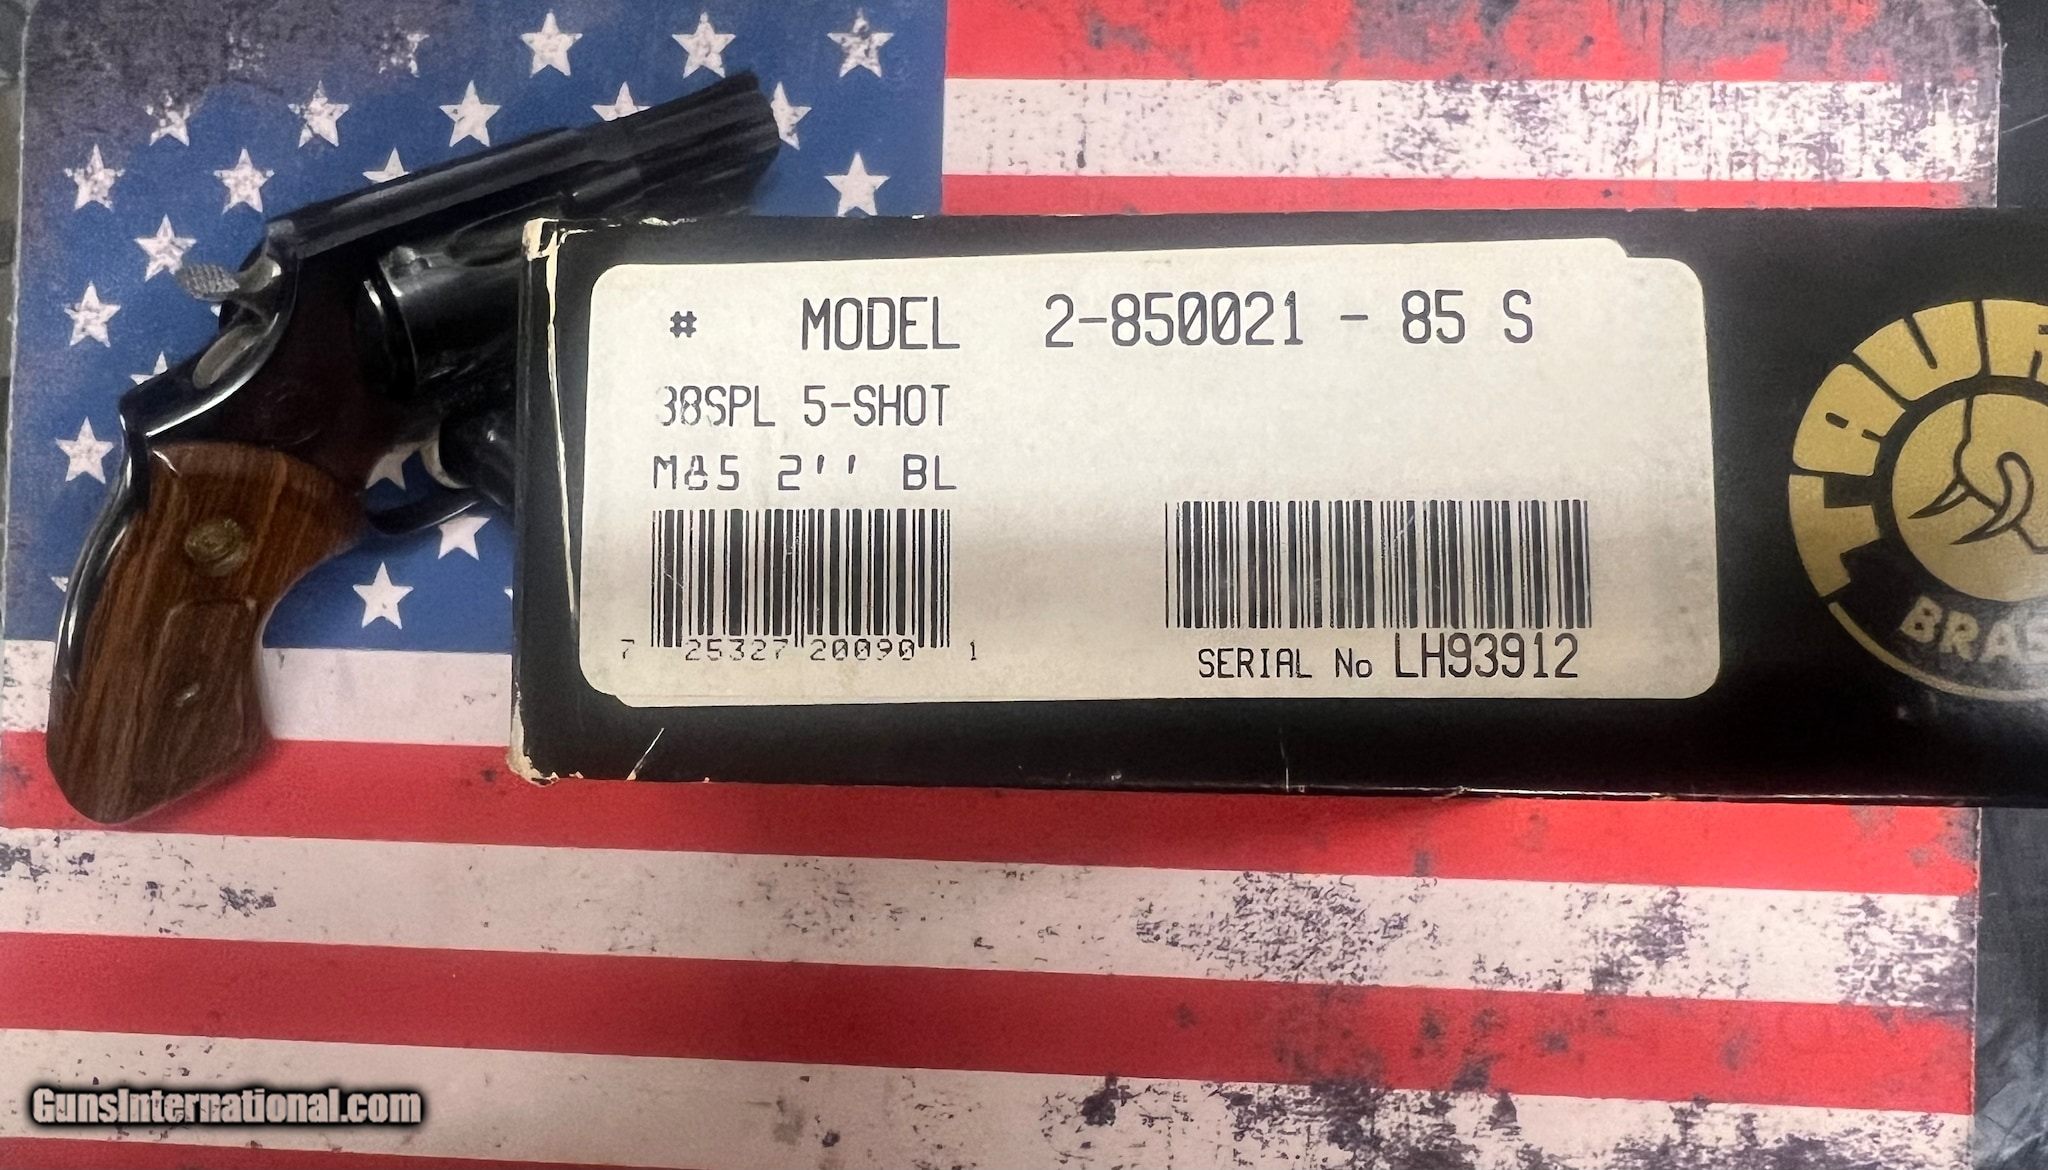 # MODEL 2-850021 - 85 S
38SPL 5-SHOT
M85 2'' BL
7 25327 20090 1
SERIAL No LH93912
TAUR
BRAS
GunsInternational.com